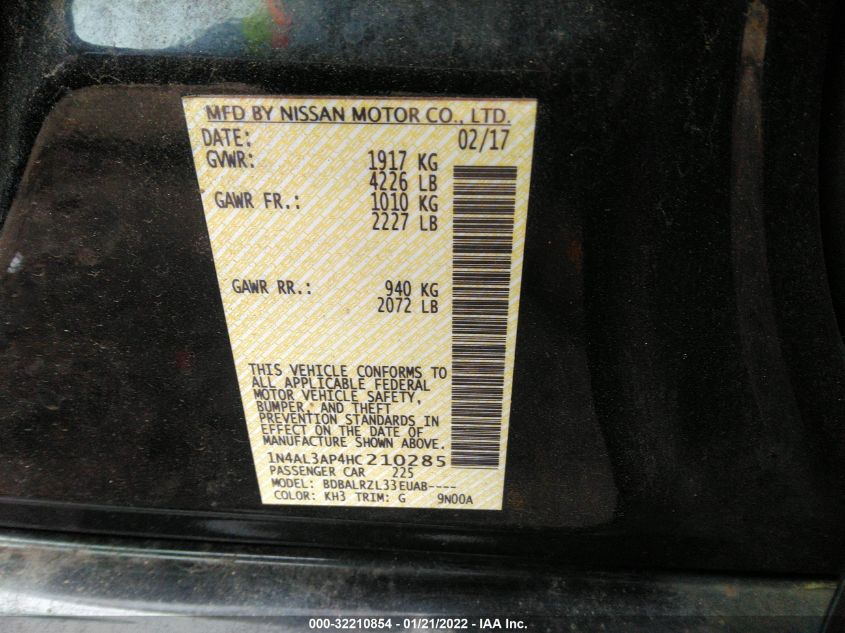 MFD BY NISSAN MOTOR CO., LTD.
DATE: 02/17
GVWR: 1917 KG
4226 LB
GAWR FR.: 1010 KG
2227 LB
GAWR RR.: 940 KG
2072 LB
THIS VEHICLE CONFORMS TO
ALL APPLICABLE FEDERAL
MOTOR VEHICLE SAFETY,
BUMPER, AND THEFT
PREVENTION STANDARDS IN
EFFECT ON THE DATE OF
MANUFACTURE SHOWN ABOVE.
1N4AL3AP4HC210285
PASSENGER CAR 225
MODEL: BDBALRZL33EUAB----
COLOR: KH3 TRIM: G 9N00A
000-32210854 - 01/21/2022 - IAA Inc.